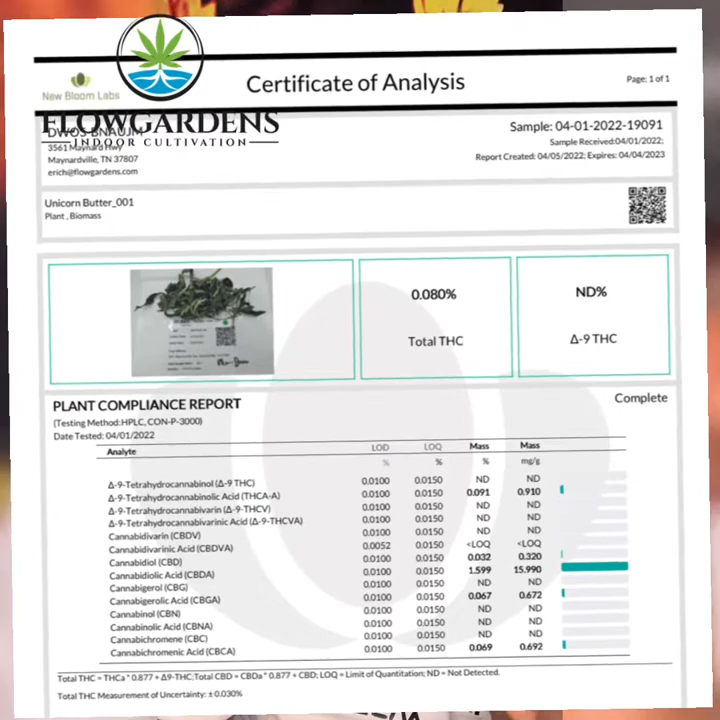 Certificate of Analysis
Page: 1 of 1
New Bloom Labs
FLOWGARDENS
INDOOR CULTIVATION
DWOS-BNAUJM
3561 Maynard Hwy
Maynardville, TN 37807
erich@flowgardens.com
Sample: 04-01-2022-19091
Sample Received:04/01/2022;
Report Created: 04/05/2022; Expires: 04/04/2023
Unicorn Butter_001
Plant, Biomass
0.080%
Total THC
ND%
Δ-9 THC
PLANT COMPLIANCE REPORT
Complete
(Testing Method:HPLC, CON-P-3000)
Date Tested: 04/01/2022
Analyte LOD LOQ Mass Mass
% % % mg/g
Δ-9-Tetrahydrocannabinol (Δ-9 THC) 0.0100 0.0150 ND ND
Δ-9-Tetrahydrocannabinolic Acid (THCA-A) 0.0100 0.0150 0.091 0.910
Δ-9-Tetrahydrocannabivarin (Δ-9-THCV) 0.0100 0.0150 ND ND
Δ-9-Tetrahydrocannabivarinic Acid (Δ-9-THCVA) 0.0100 0.0150 ND ND
Cannabidivarin (CBDV) 0.0100 0.0150 ND ND
Cannabidivarinic Acid (CBDVA) 0.0052 0.0150 <LOQ <LOQ
Cannabidiol (CBD) 0.0100 0.0150 0.032 0.320
Cannabidiolic Acid (CBDA) 0.0100 0.0150 1.599 15.990
Cannabigerol (CBG) 0.0100 0.0150 ND ND
Cannabigerolic Acid (CBGA) 0.0100 0.0150 0.067 0.672
Cannabinol (CBN) 0.0100 0.0150 ND ND
Cannabinolic Acid (CBNA) 0.0100 0.0150 ND ND
Cannabichromene (CBC) 0.0100 0.0150 ND ND
Cannabichromenic Acid (CBCA) 0.0100 0.0150 0.069 0.692
Total THC = THCa * 0.877 + Δ9-THC;Total CBD = CBDa * 0.877 + CBD; LOQ = Limit of Quantitation; ND = Not Detected.
Total THC Measurement of Uncertainty: ± 0.030%